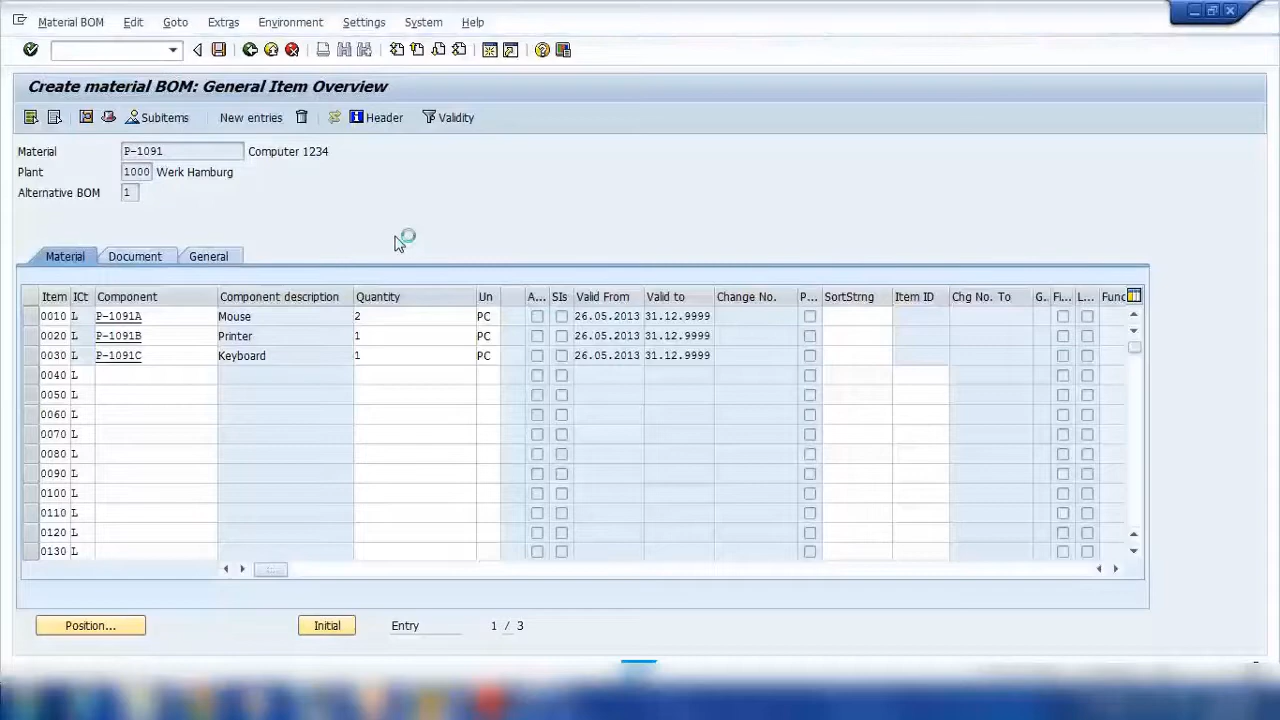 Material BOM Edit Goto Extras Environment Settings System Help
Create material BOM: General Item Overview
Subitems New entries Header Validity
Material P-1091 Computer 1234
Plant 1000 Werk Hamburg
Alternative BOM 1
Material Document General
Item ICt Component Component description Quantity Un A... SIs Valid From Valid to Change No. P... SortStrng Item ID Chg No. To G.. Fi... L... Func
0010 L P-1091A Mouse 2 PC 26.05.2013 31.12.9999
0020 L P-1091B Printer 1 PC 26.05.2013 31.12.9999
0030 L P-1091C Keyboard 1 PC 26.05.2013 31.12.9999
0040 L
0050 L
0060 L
0070 L
0080 L
0090 L
0100 L
0110 L
0120 L
0130 L
Position... Initial Entry 1 / 3